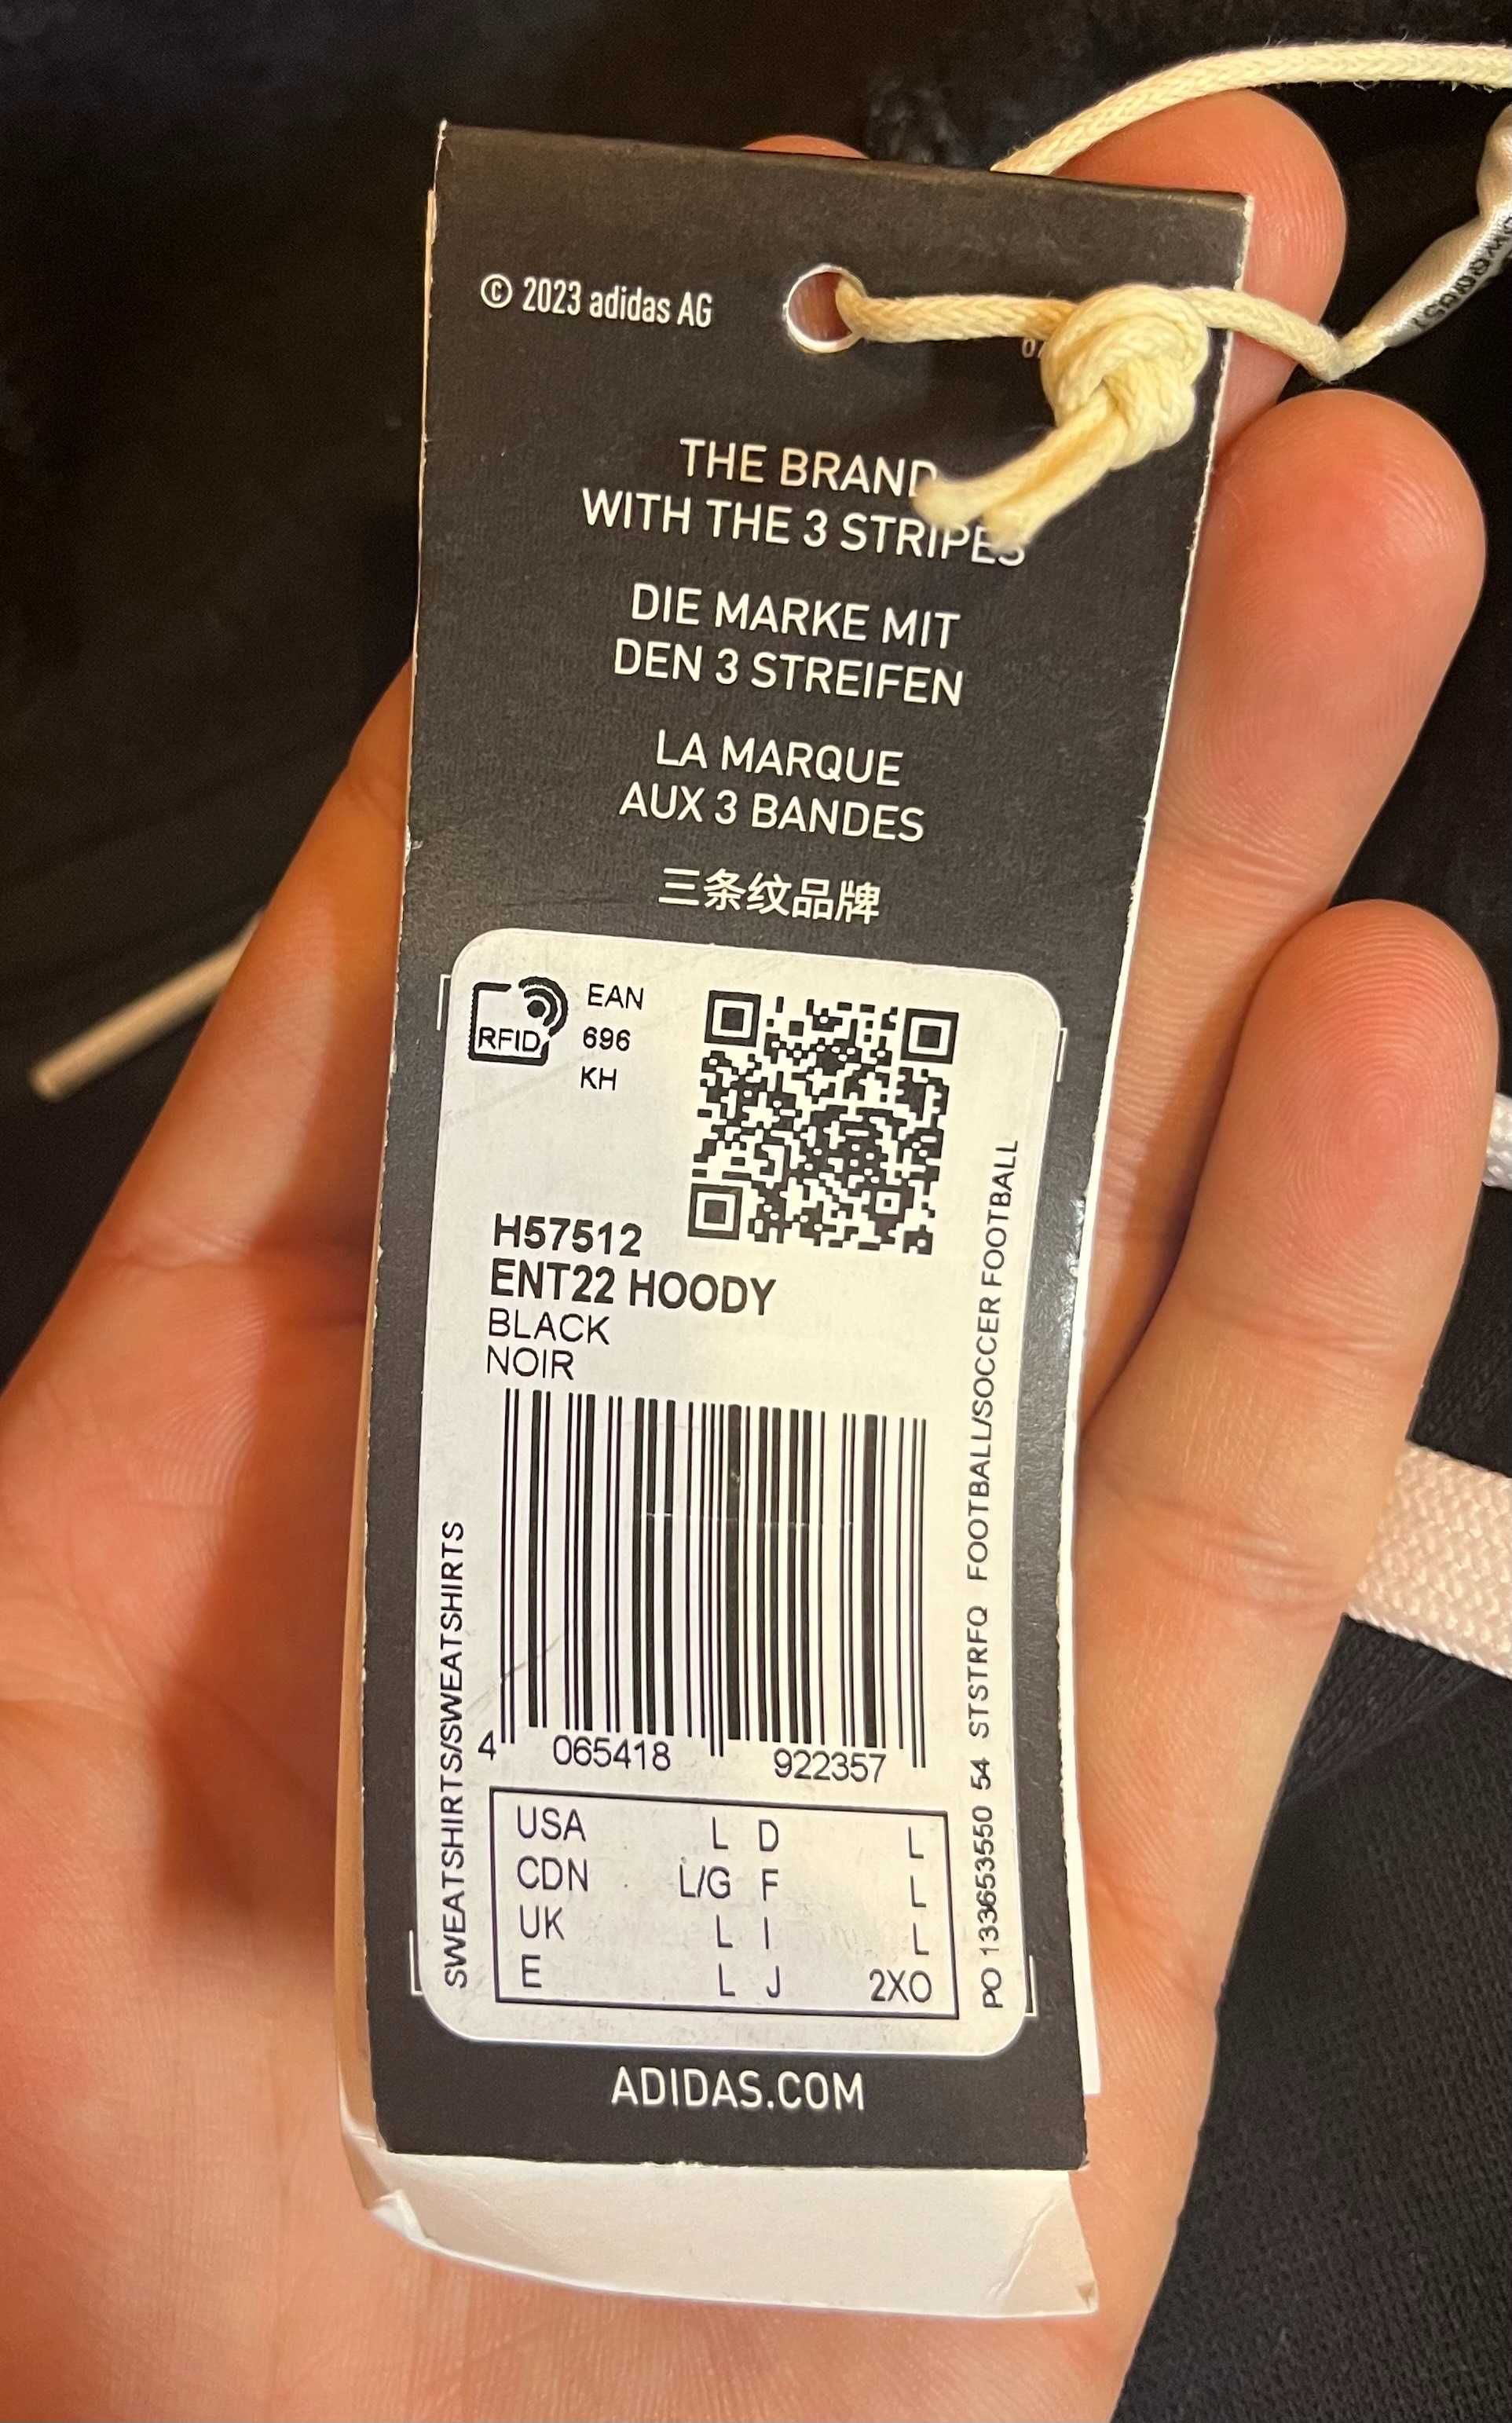 © 2023 adidas AG
THE BRAND
WITH THE 3 STRIPES
DIE MARKE MIT
DEN 3 STREIFEN
LA MARQUE
AUX 3 BANDES
三条纹品牌
RFID
EAN
696
KH
H57512
ENT22 HOODY
BLACK
NOIR
4 065418 922357
SWEATSHIRTS/SWEATSHIRTS
PO 133653550 54 STSTRFQ FOOTBALL/SOCCER FOOTBALL
USA L D L
CDN L/G F L
UK L I L
E L J 2XO
ADIDAS.COM